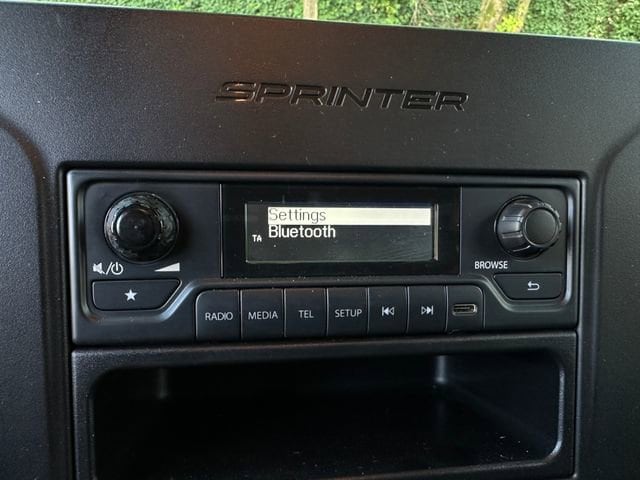 SPRINTER
Settings
TA Bluetooth
BROWSE
RADIO MEDIA TEL SETUP